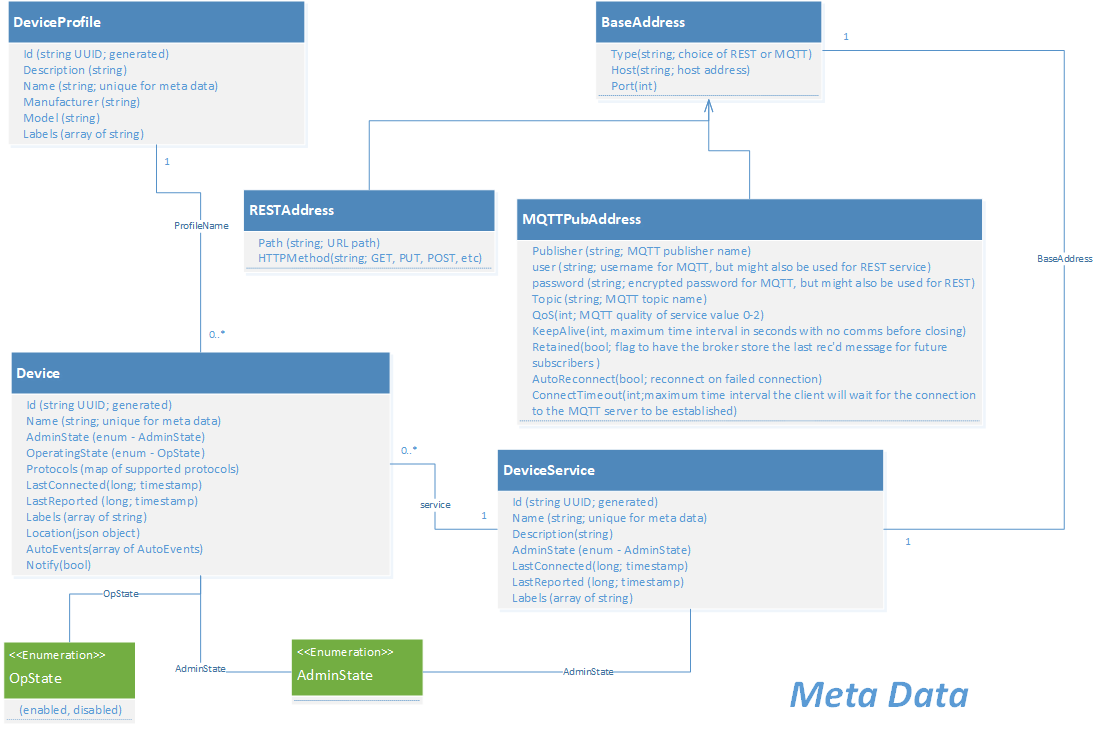 DeviceProfile
Id (string UUID; generated)
Description (string)
Name (string; unique for meta data)
Manufacturer (string)
Model (string)
Labels (array of string)
BaseAddress
Type(string; choice of REST or MQTT)
Host(string; host address)
Port(int)
1
1
ProfileName
0..*
RESTAddress
Path (string; URL path)
HTTPMethod(string; GET, PUT, POST, etc)
MQTTPubAddress
Publisher (string; MQTT publisher name)
user (string; username for MQTT, but might also be used for REST service)
password (string; encrypted password for MQTT, but might also be used for REST)
Topic (string; MQTT topic name)
QoS(int; MQTT quality of service value 0-2)
KeepAlive(int, maximum time interval in seconds with no comms before closing)
Retained(bool; flag to have the broker store the last rec'd message for future
subscribers )
AutoReconnect(bool; reconnect on failed connection)
ConnectTimeout(int;maximum time interval the client will wait for the connection
to the MQTT server to be established)
BaseAddress
Device
Id (string UUID; generated)
Name (string; unique for meta data)
AdminState (enum - AdminState)
OperatingState (enum - OpState)
Protocols (map of supported protocols)
LastConnected(long; timestamp)
LastReported (long; timestamp)
Labels (array of string)
Location(json object)
AutoEvents(array of AutoEvents)
Notify(bool)
0..*
service
1
DeviceService
Id (string UUID; generated)
Name (string; unique for meta data)
Description(string)
AdminState (enum - AdminState)
LastConnected(long; timestamp)
LastReported (long; timestamp)
Labels (array of string)
1
OpState
<<Enumeration>>
OpState
(enabled, disabled)
AdminState
<<Enumeration>>
AdminState
AdminState
Meta Data